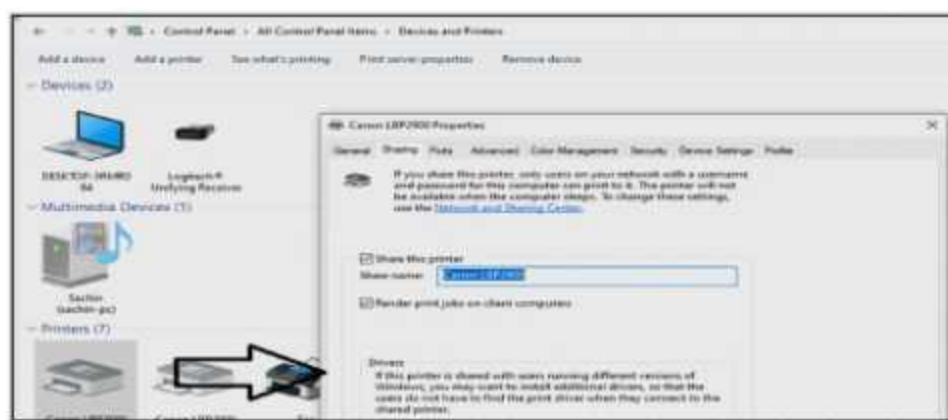 Control Panel › All Control Panel Items › Devices and Printers
Add a device Add a printer See what's printing Print server properties Remove device
Devices (2)
Canon LBP2900 Properties
General Sharing Ports Advanced Color Management Security Device Settings Profile
If you share this printer, only users on your network with a username
and password for this computer can print to it. The printer will not
be available when the computer sleeps. To change these settings,
use the Network and Sharing Center.
Logitech®
Unifying Receiver
Multimedia Devices (1)
Share this printer
Share name: Canon LBP2900
Render print jobs on client computers
Sachin
(sachin-pc)
Printers (7)
Drivers
If this printer is shared with users running different versions of
Windows, you may want to install additional drivers, so that the
users do not have to find the print driver when they connect to the
shared printer.